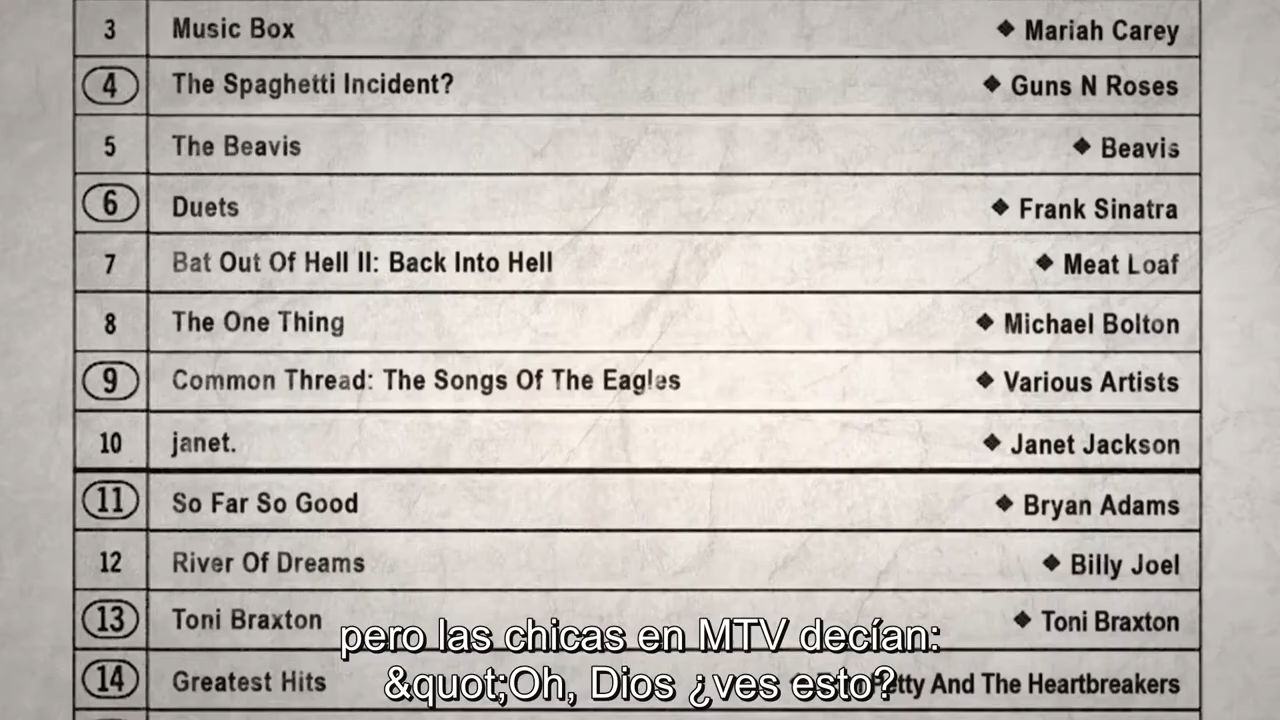 3 Music Box ◆ Mariah Carey
4 The Spaghetti Incident? ◆ Guns N Roses
5 The Beavis ◆ Beavis
6 Duets ◆ Frank Sinatra
7 Bat Out Of Hell II: Back Into Hell ◆ Meat Loaf
8 The One Thing ◆ Michael Bolton
9 Common Thread: The Songs Of The Eagles ◆ Various Artists
10 janet. ◆ Janet Jackson
11 So Far So Good ◆ Bryan Adams
12 River Of Dreams ◆ Billy Joel
13 Toni Braxton ◆ Toni Braxton
14 Greatest Hits And The Heartbreakers
pero las chicas en MTV decían:
&quot;Oh, Dios ¿ves esto?